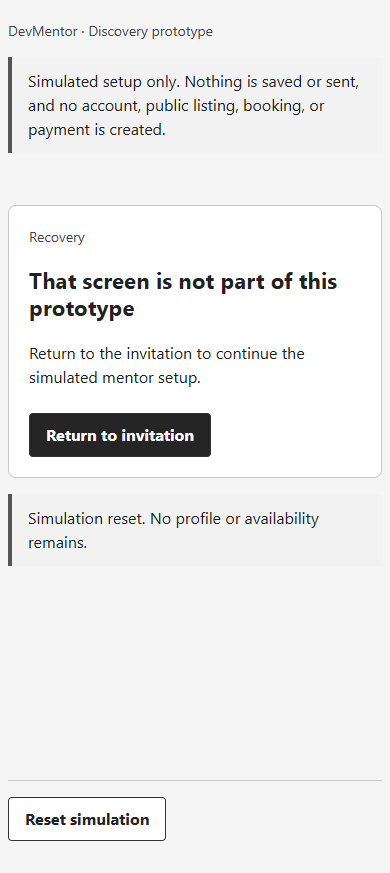 DevMentor · Discovery prototype
Simulated setup only. Nothing is saved or sent,
and no account, public listing, booking, or
payment is created.
Recovery
That screen is not part of this
prototype
Return to the invitation to continue the
simulated mentor setup.
Return to invitation
Simulation reset. No profile or availability
remains.
Reset simulation